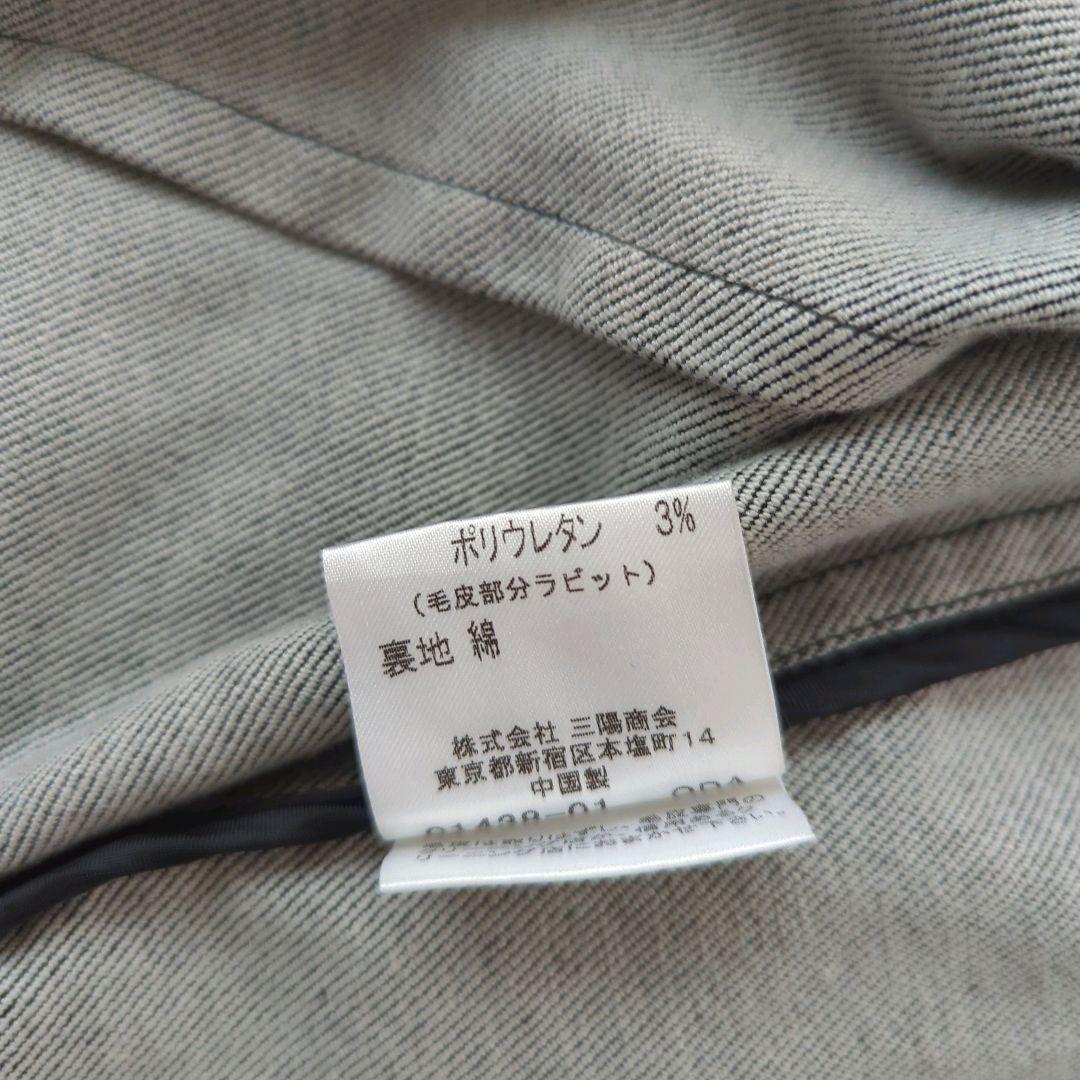 ポリウレタン 3%
(毛皮部分ラビット)
裏地 綿
株式会社 三陽商会
東京都新宿区本塩町14
中国製